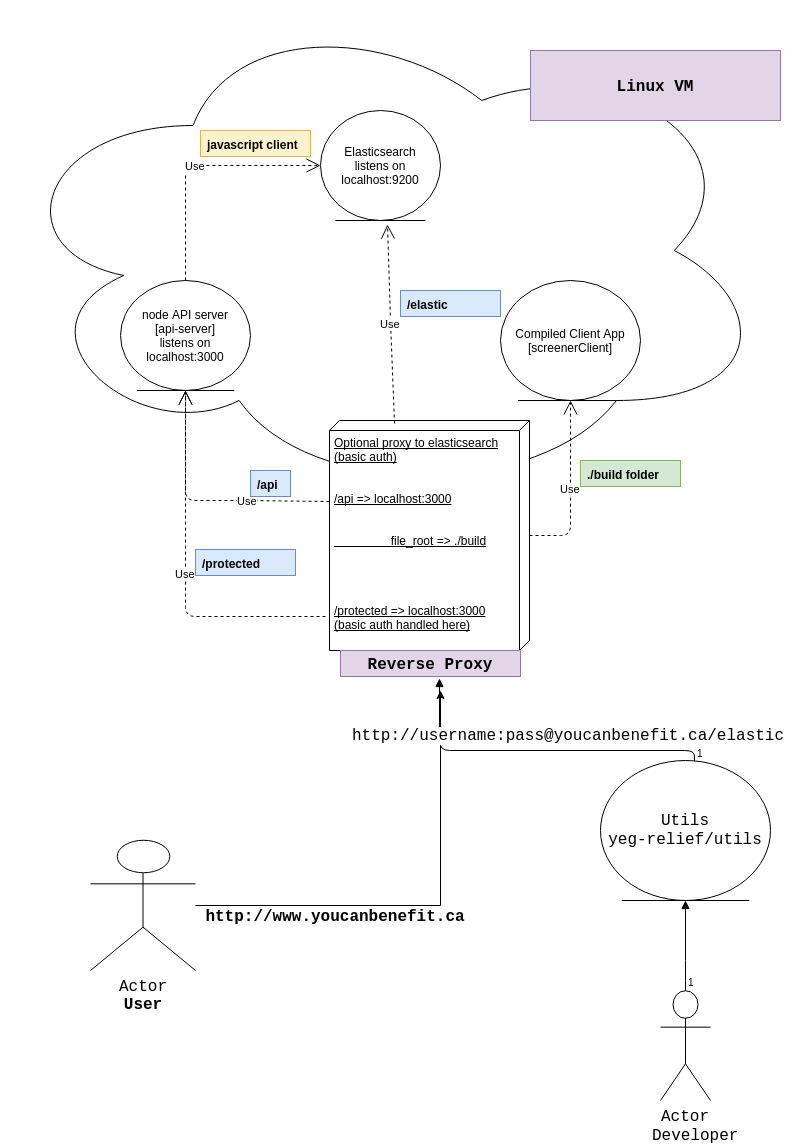 Linux VM
javascript client
Use
Elasticsearch
listens on
localhost:9200
node API server
[api-server]
listens on
localhost:3000
/elastic
Use
Compiled Client App
[screenerClient]
Optional proxy to elasticsearch
(basic auth)
/api
Use
/api => localhost:3000
./build folder
Use
file_root => ./build
/protected
Use
/protected => localhost:3000
(basic auth handled here)
Reverse Proxy
http://username:pass@youcanbenefit.ca/elastic
1
Utils
yeg-relief/utils
http://www.youcanbenefit.ca
Actor
User
1
Actor
Developer